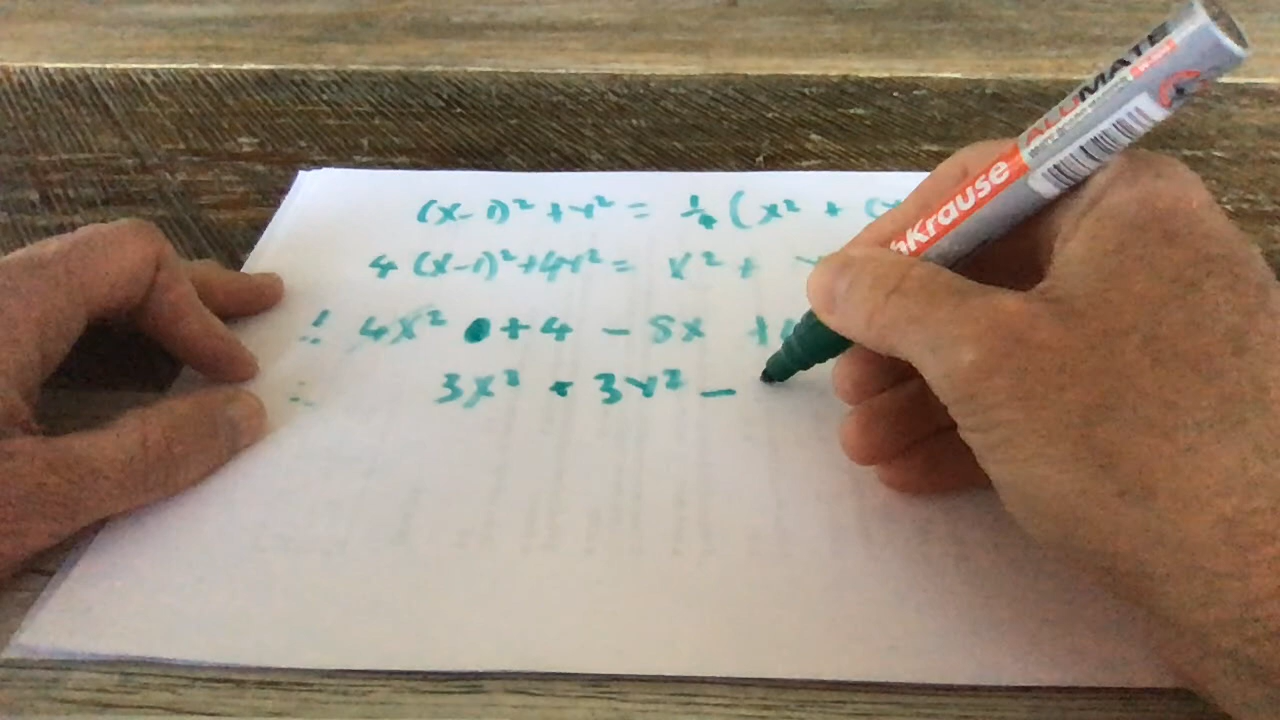 (x-1)² + y² = 1/4 ( x² + (y
4 (x-1)² + 4y² = x² +
∴ 4x² + 4 - 8x +
∴ 3x² + 3y² -
Krause
ALUMATE